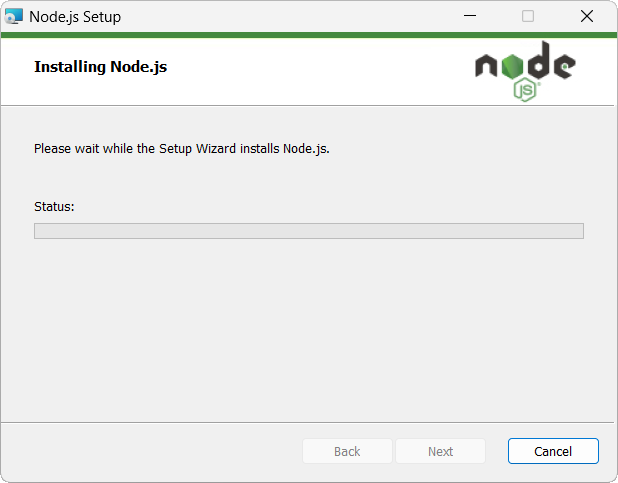 Node.js Setup
Installing Node.js
node
JS
Please wait while the Setup Wizard installs Node.js.
Status:
Back
Next
Cancel